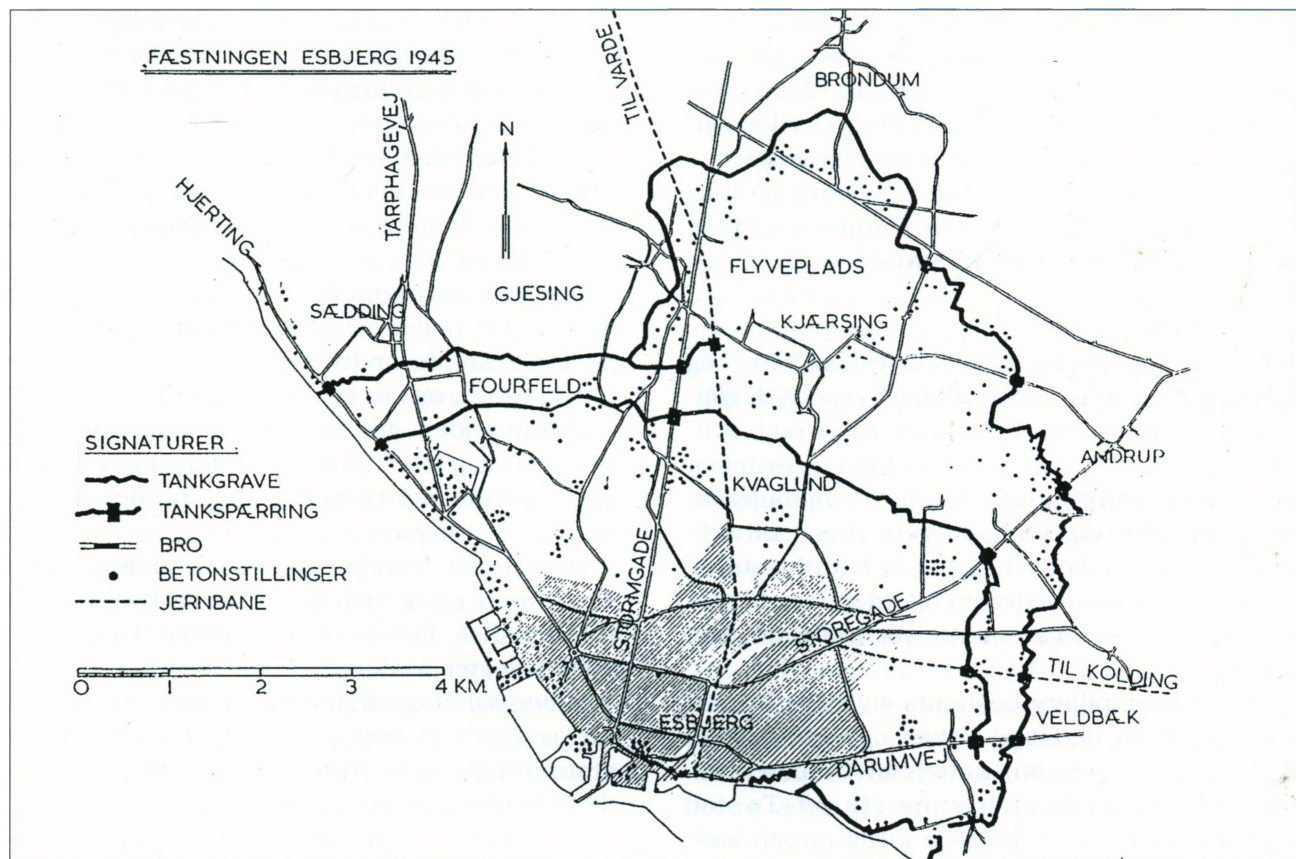 FÆSTNINGEN ESBJERG 1945
TIL VARDE
BRONDUM
N
TARPHAGEVEJ
HJERTING
FLYVEPLADS
GJESING
SÆDDING
KJÆRSING
FOURFELD
SIGNATURER
ANDRUP
TANKGRAVE
KVAGLUND
TANKSPÆRRING
BRO
STORMGADE
BETONSTILLINGER
JERNBANE
STOREGADE
TIL KOLDING
0 1 2 3 4 KM.
ESBJERG
VELDBÆK
DARUMVEJ